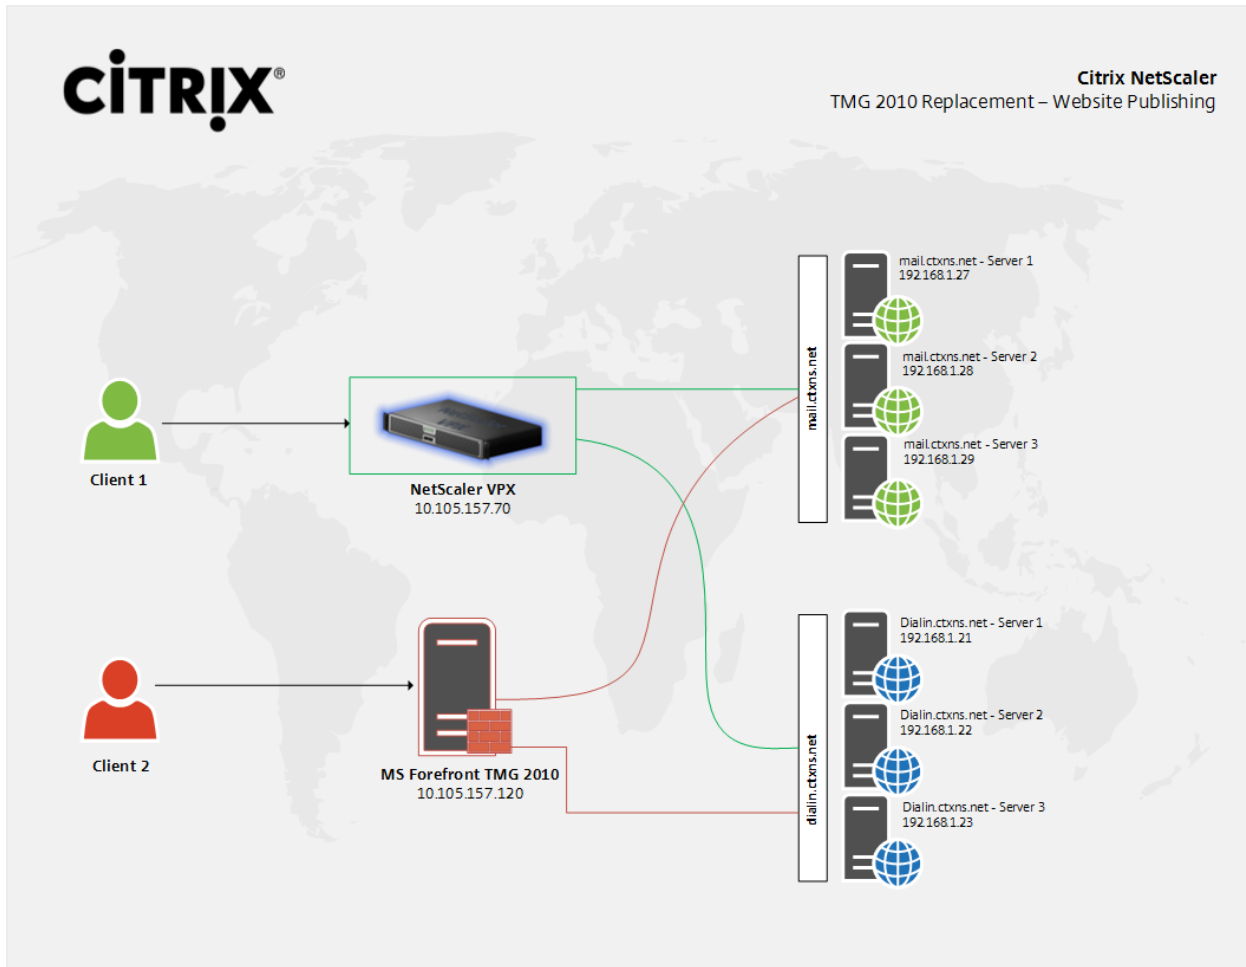 CiTRIX®
Citrix NetScaler
TMG 2010 Replacement – Website Publishing
mail.ctxns.net - Server 1
192.168.1.27
mail.ctxns.net - Server 2
192.168.1.28
mail.ctxns.net - Server 3
192.168.1.29
mail.ctxns.net
Client 1
NetScaler VPX
10.105.157.70
Dialin.ctxns.net - Server 1
192.168.1.21
Dialin.ctxns.net - Server 2
192.168.1.22
Dialin.ctxns.net - Server 3
192.168.1.23
dialin.ctxns.net
Client 2
MS Forefront TMG 2010
10.105.157.120